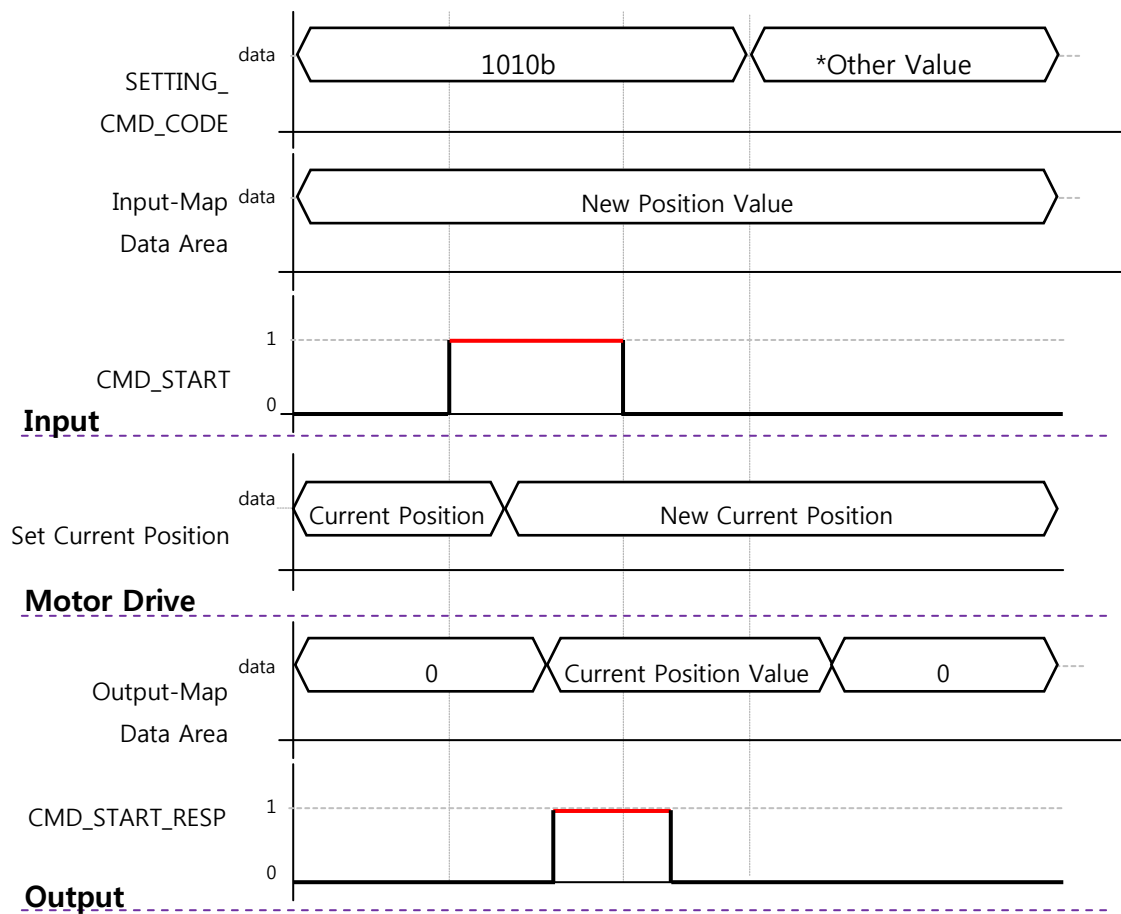 data
1010b
*Other Value
SETTING_
CMD_CODE
Input-Map
data
New Position Value
Data Area
1
CMD_START
0
Input
data
Current Position
New Current Position
Set Current Position
Motor Drive
data
0
Current Position Value
0
Output-Map
Data Area
CMD_START_RESP
1
0
Output